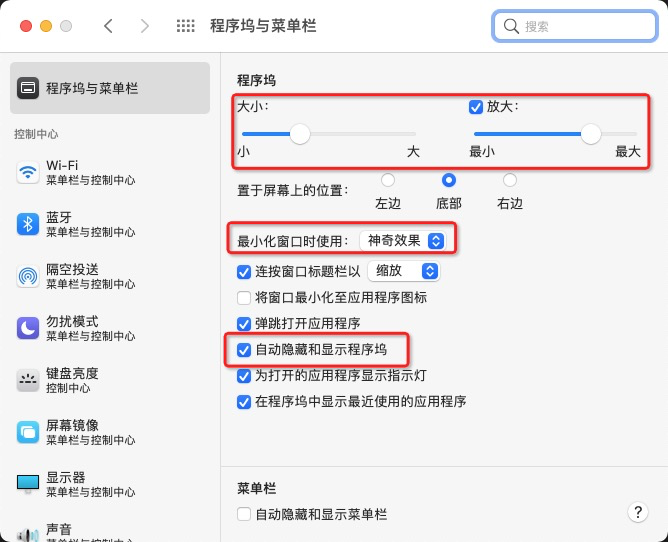 程序坞与菜单栏
搜索
程序坞与菜单栏
控制中心
Wi-Fi
菜单栏与控制中心
蓝牙
菜单栏与控制中心
隔空投送
菜单栏与控制中心
勿扰模式
菜单栏与控制中心
键盘亮度
控制中心
屏幕镜像
菜单栏与控制中心
显示器
菜单栏与控制中心
声音
菜单栏与控制中心
程序坞
大小： 放大：
小 大 最小 最大
置于屏幕上的位置：
左边 底部 右边
最小化窗口时使用： 神奇效果
连按窗口标题栏以 缩放
将窗口最小化至应用程序图标
弹跳打开应用程序
自动隐藏和显示程序坞
为打开的应用程序显示指示灯
在程序坞中显示最近使用的应用程序
菜单栏
自动隐藏和显示菜单栏
?